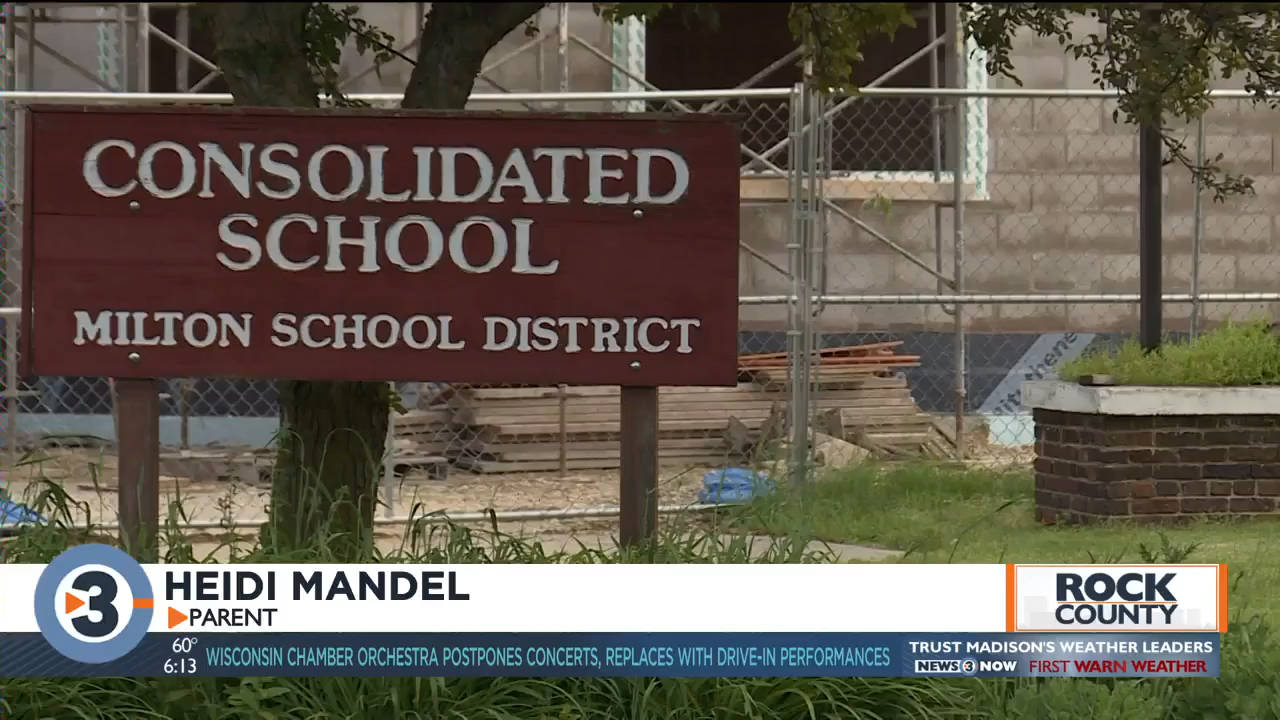 CONSOLIDATED
SCHOOL
MILTON SCHOOL DISTRICT
3
HEIDI MANDEL
PARENT
ROCK
COUNTY
60°
6:13
WISCONSIN CHAMBER ORCHESTRA POSTPONES CONCERTS, REPLACES WITH DRIVE-IN PERFORMANCES
TRUST MADISON'S WEATHER LEADERS
NEWS 3 NOW FIRST WARN WEATHER